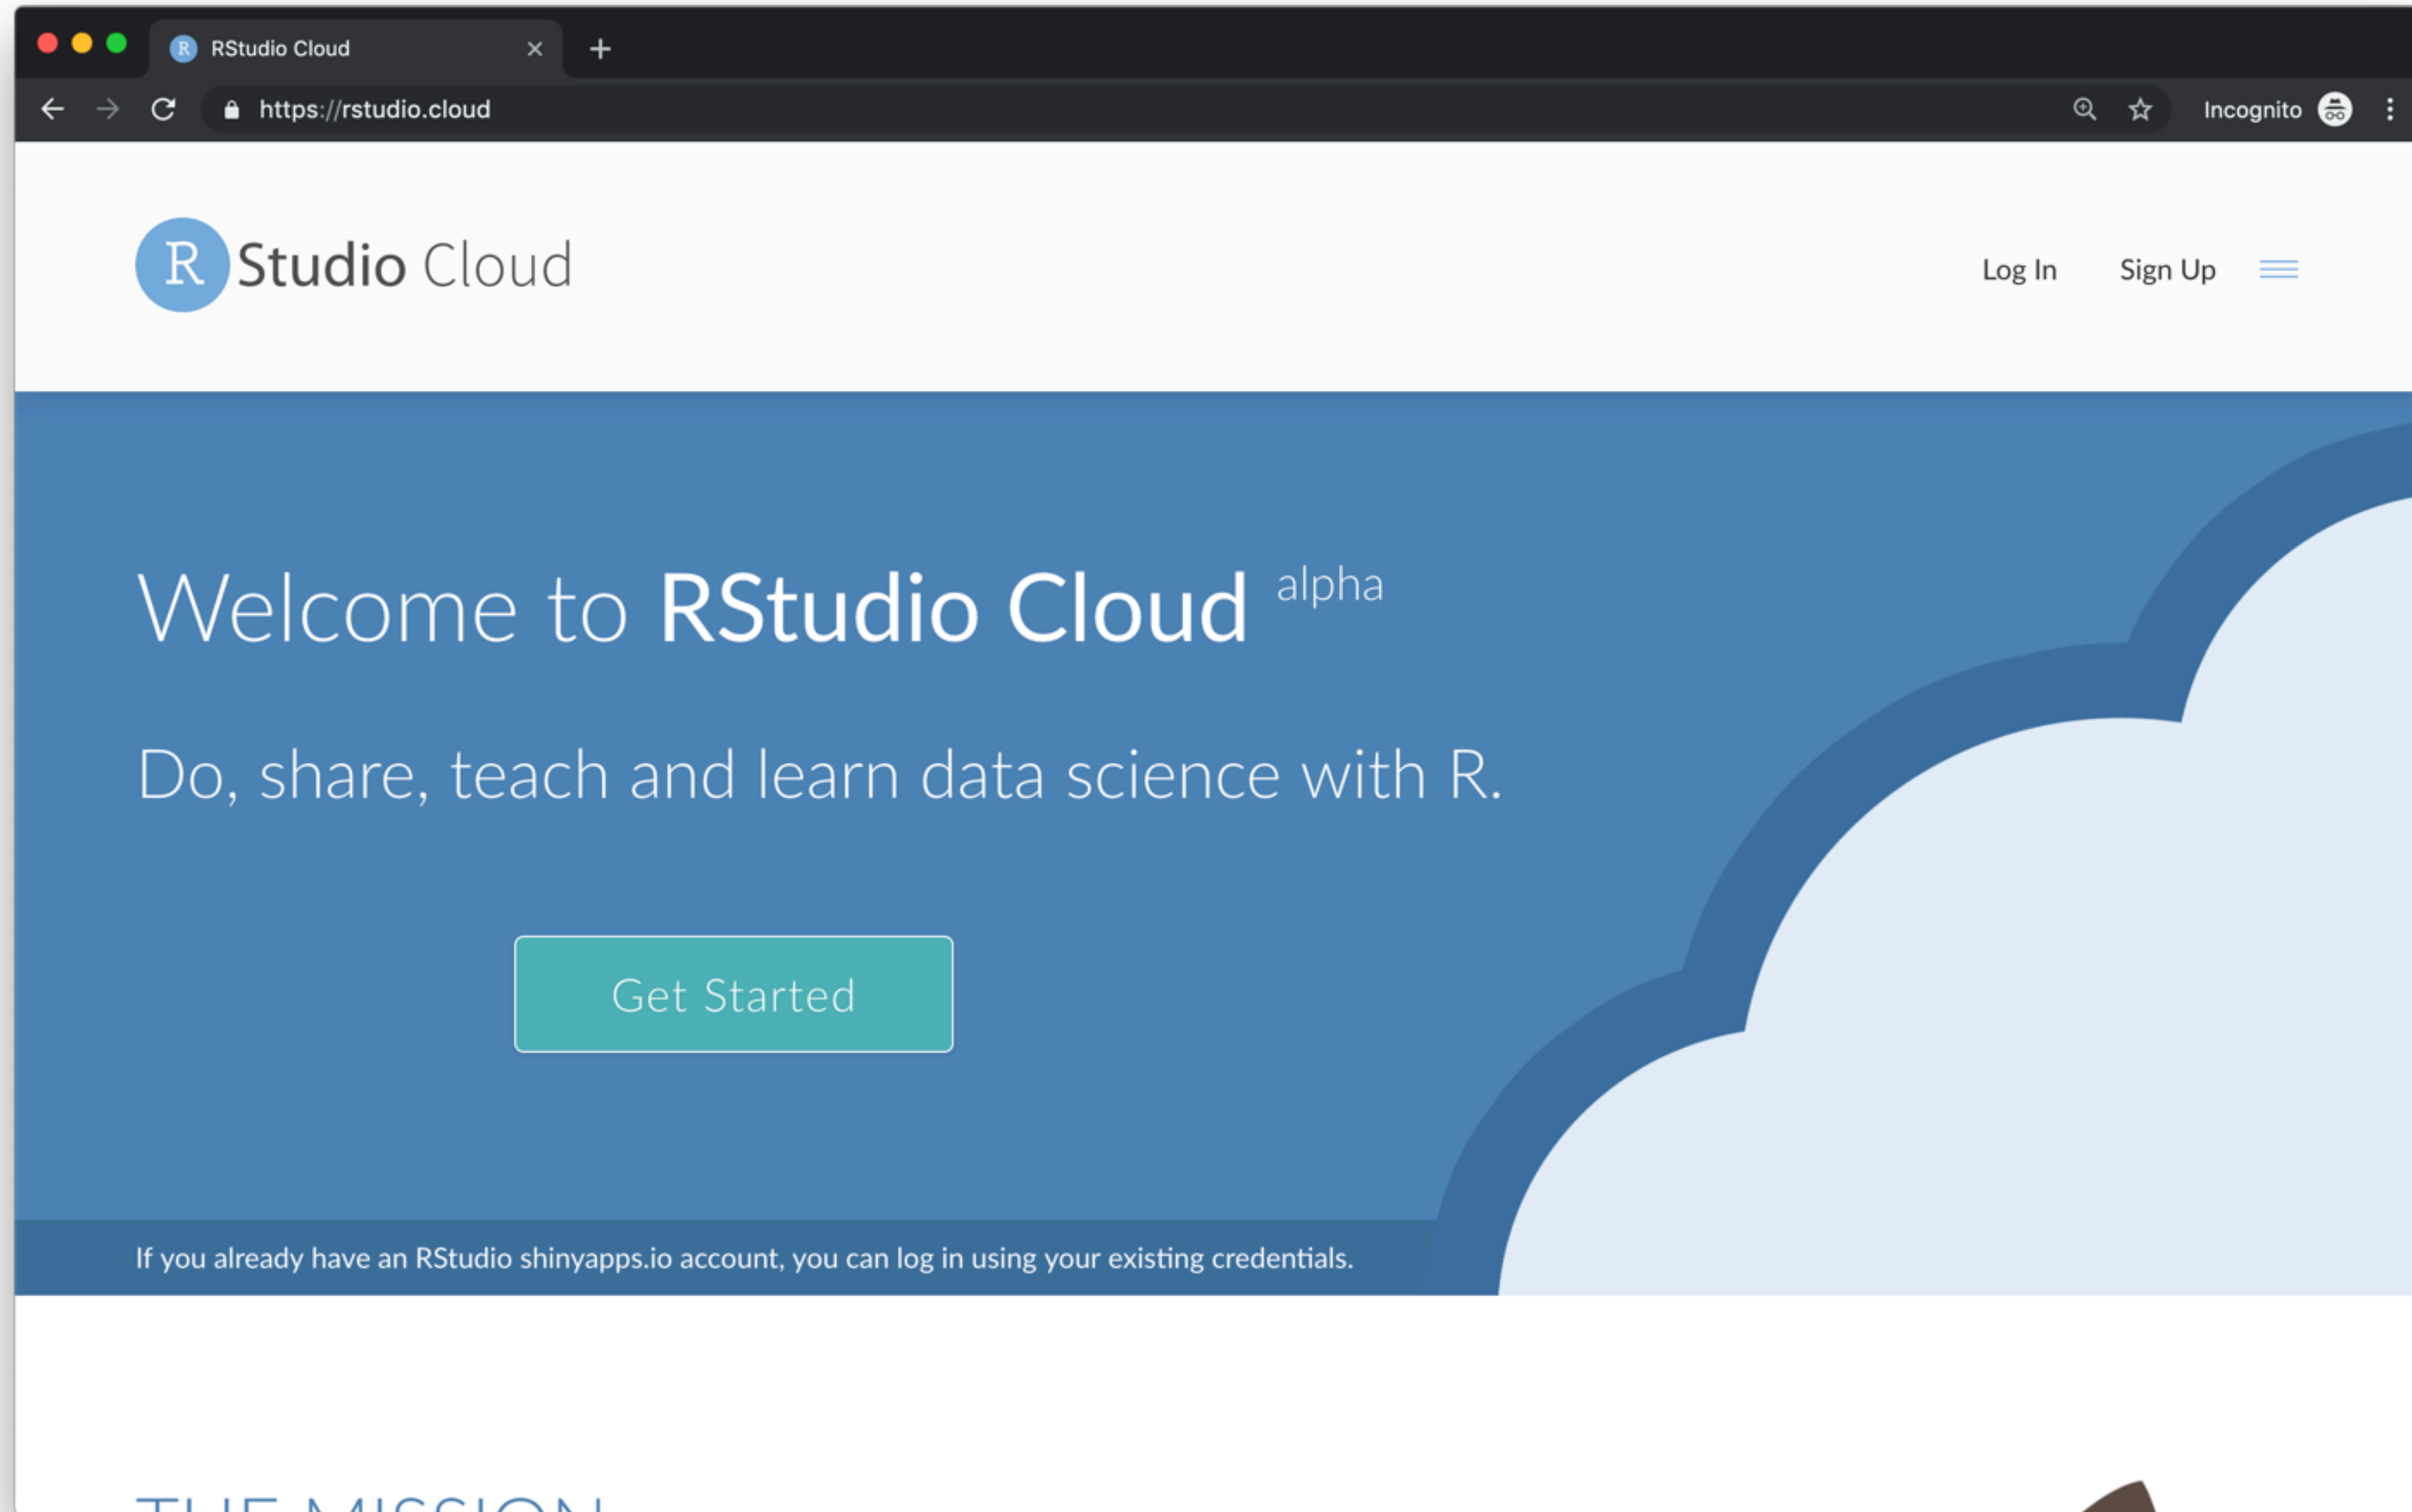 RStudio Cloud
https://rstudio.cloud
Incognito
R Studio Cloud
Log In
Sign Up
Welcome to RStudio Cloud alpha
Do, share, teach and learn data science with R.
Get Started
If you already have an RStudio shinyapps.io account, you can log in using your existing credentials.
THE MISSION